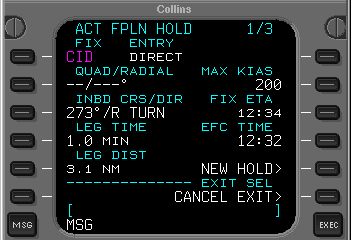 Collins
ACT FPLN HOLD 1/3
FIX ENTRY
CID DIRECT
QUAD/RADIAL MAX KIAS
--/---° 200
INBD CRS/DIR FIX ETA
273°/R TURN 12:34
LEG TIME EFC TIME
1.0 MIN 12:32
LEG DIST
3.1 NM NEW HOLD>
-------------- EXIT SEL
CANCEL EXIT>
[ ]
MSG MSG EXEC